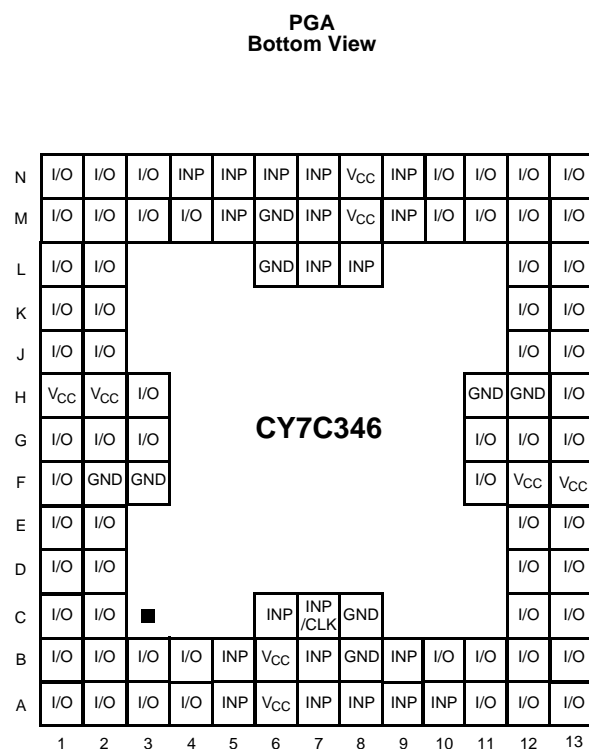 PGA
Bottom View
N I/O I/O I/O INP INP INP INP VCC INP I/O I/O I/O I/O
M I/O I/O I/O I/O INP GND INP VCC INP I/O I/O I/O I/O
L I/O I/O GND INP INP I/O I/O
K I/O I/O I/O I/O
J I/O I/O I/O I/O
H VCC VCC I/O GND GND I/O
CY7C346
G I/O I/O I/O I/O I/O I/O
F I/O GND GND I/O VCC VCC
E I/O I/O I/O I/O
D I/O I/O I/O I/O
C I/O I/O INP INP /CLK GND I/O I/O
B I/O I/O I/O I/O INP VCC INP GND INP I/O I/O I/O I/O
A I/O I/O I/O I/O INP VCC INP INP INP INP I/O I/O I/O
1 2 3 4 5 6 7 8 9 10 11 12 13